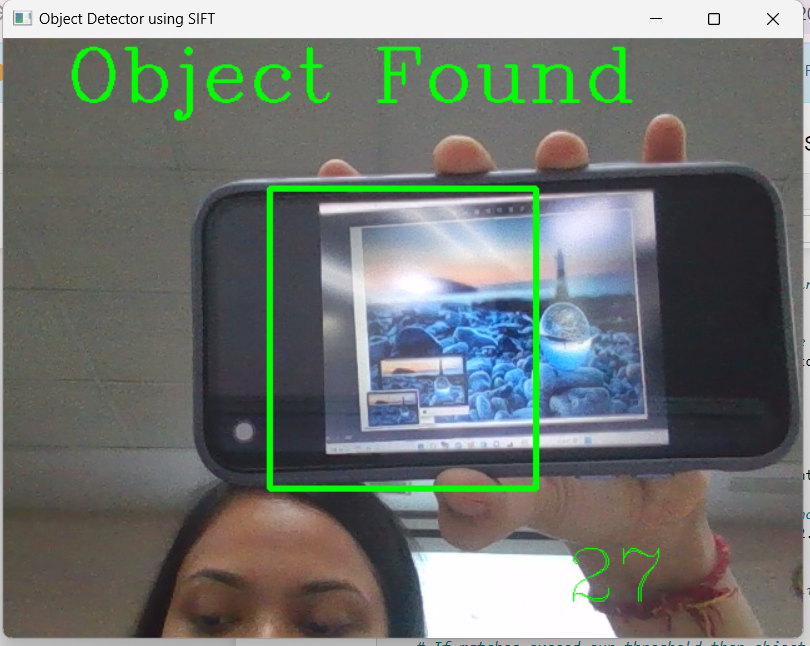 Object Detector using SIFT
Object Found
27
# If matches exceed our threshold then object